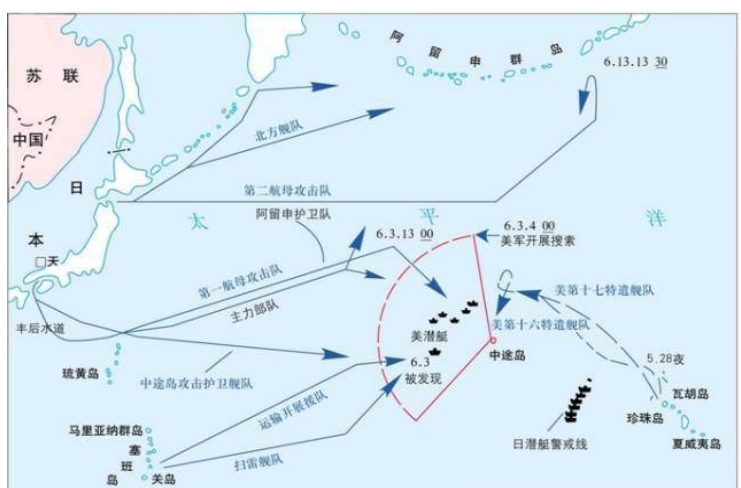 阿留申群岛
6.13.13 30
苏联
中国
北方舰队
日本
第二航母攻击队
太平洋
阿留申护卫队
6.3.13 00
6.3.4 00
美军开展搜索
天
第一航母攻击队
主力部队
美第十七特遣舰队
丰后水道
美潜艇
美第十六特遣舰队
中途岛
5.28夜
琉黄岛
中途岛攻击护卫舰队
6.3
被发现
瓦胡岛
珍珠岛
运输开展援队
马里亚纳群岛
塞班岛
关岛
扫雷舰队
日潜艇警戒线
夏威夷岛